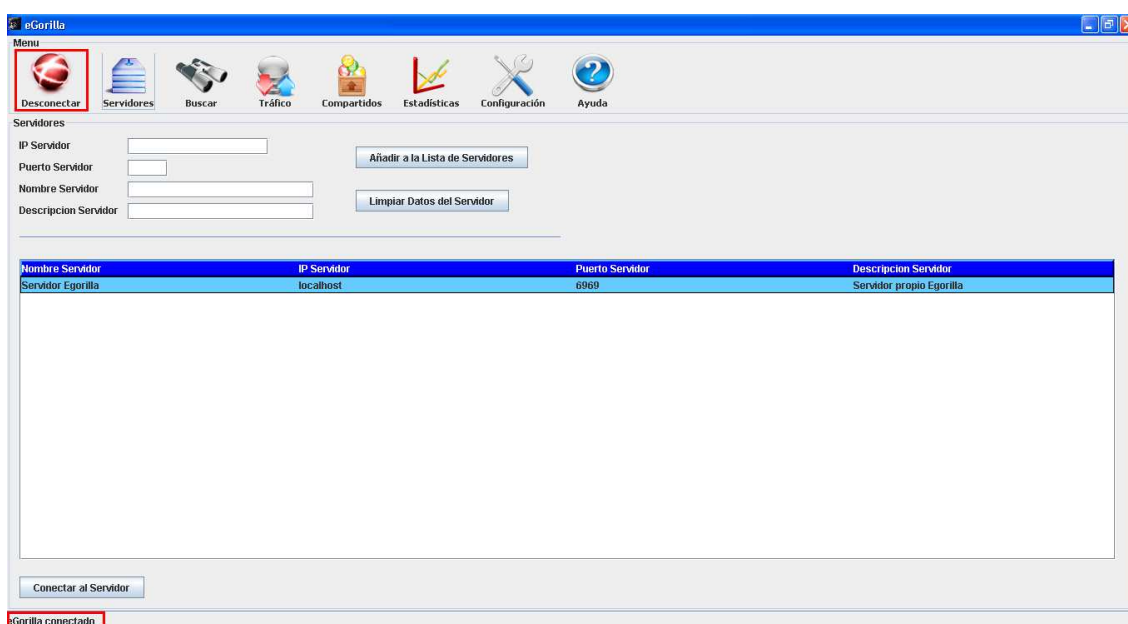 eGorilla
Menu
Desconectar Servidores Buscar Tráfico Compartidos Estadísticas Configuración Ayuda
Servidores
IP Servidor
Añadir a la Lista de Servidores
Puerto Servidor
Nombre Servidor
Limpiar Datos del Servidor
Descripcion Servidor
Nombre Servidor IP Servidor Puerto Servidor Descripcion Servidor
Servidor Egorilla localhost 6969 Servidor propio Egorilla
Conectar al Servidor
eGorilla conectado